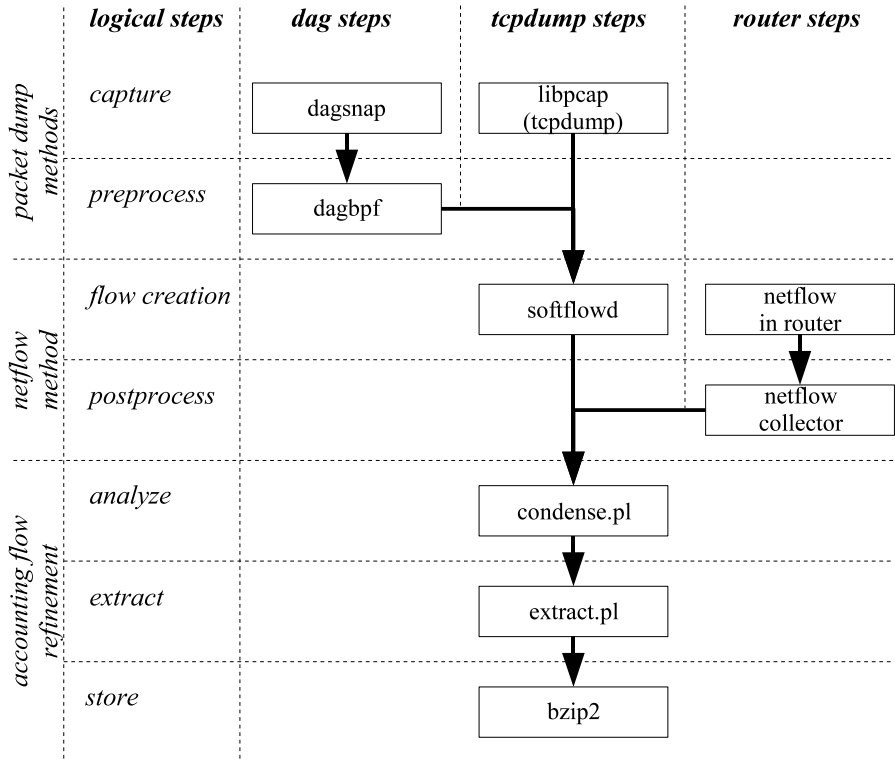 logical steps
dag steps
tcpdump steps
router steps
packet dump
methods
capture
dagsnap
libpcap
(tcpdump)
preprocess
dagbpf
netflow
method
flow creation
softflowd
netflow
in router
postprocess
netflow
collector
accounting flow
refinement
analyze
condense.pl
extract
extract.pl
store
bzip2